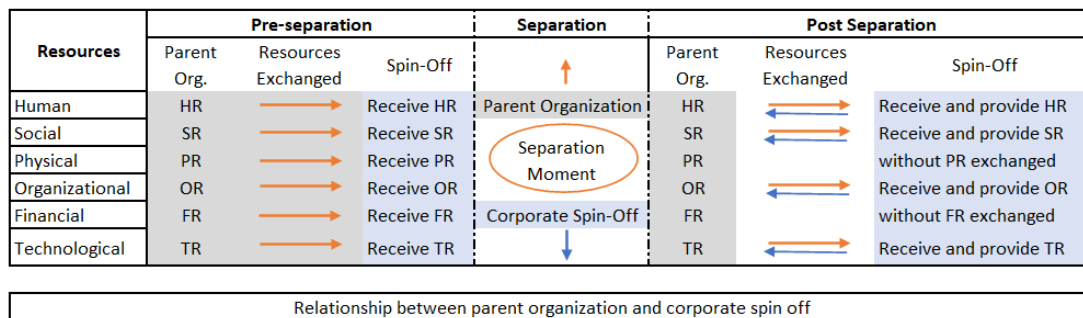 Resources Pre-separation Separation Post Separation
Parent Org. Resources Exchanged Spin-Off Parent Org. Resources Exchanged Spin-Off
Human HR Receive HR Parent Organization HR Receive and provide HR
Social SR Receive SR SR Receive and provide SR
Physical PR Receive PR Separation Moment PR without PR exchanged
Organizational OR Receive OR OR Receive and provide OR
Financial FR Receive FR Corporate Spin-Off FR without FR exchanged
Technological TR Receive TR TR Receive and provide TR
Relationship between parent organization and corporate spin off